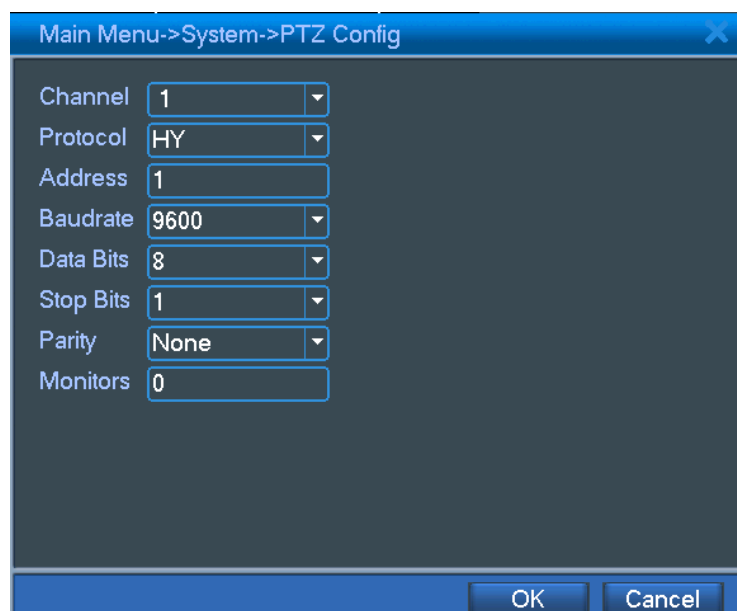 Main Menu->System->PTZ Config
Channel 1
Protocol HY
Address 1
Baudrate 9600
Data Bits 8
Stop Bits 1
Parity None
Monitors 0
OK Cancel